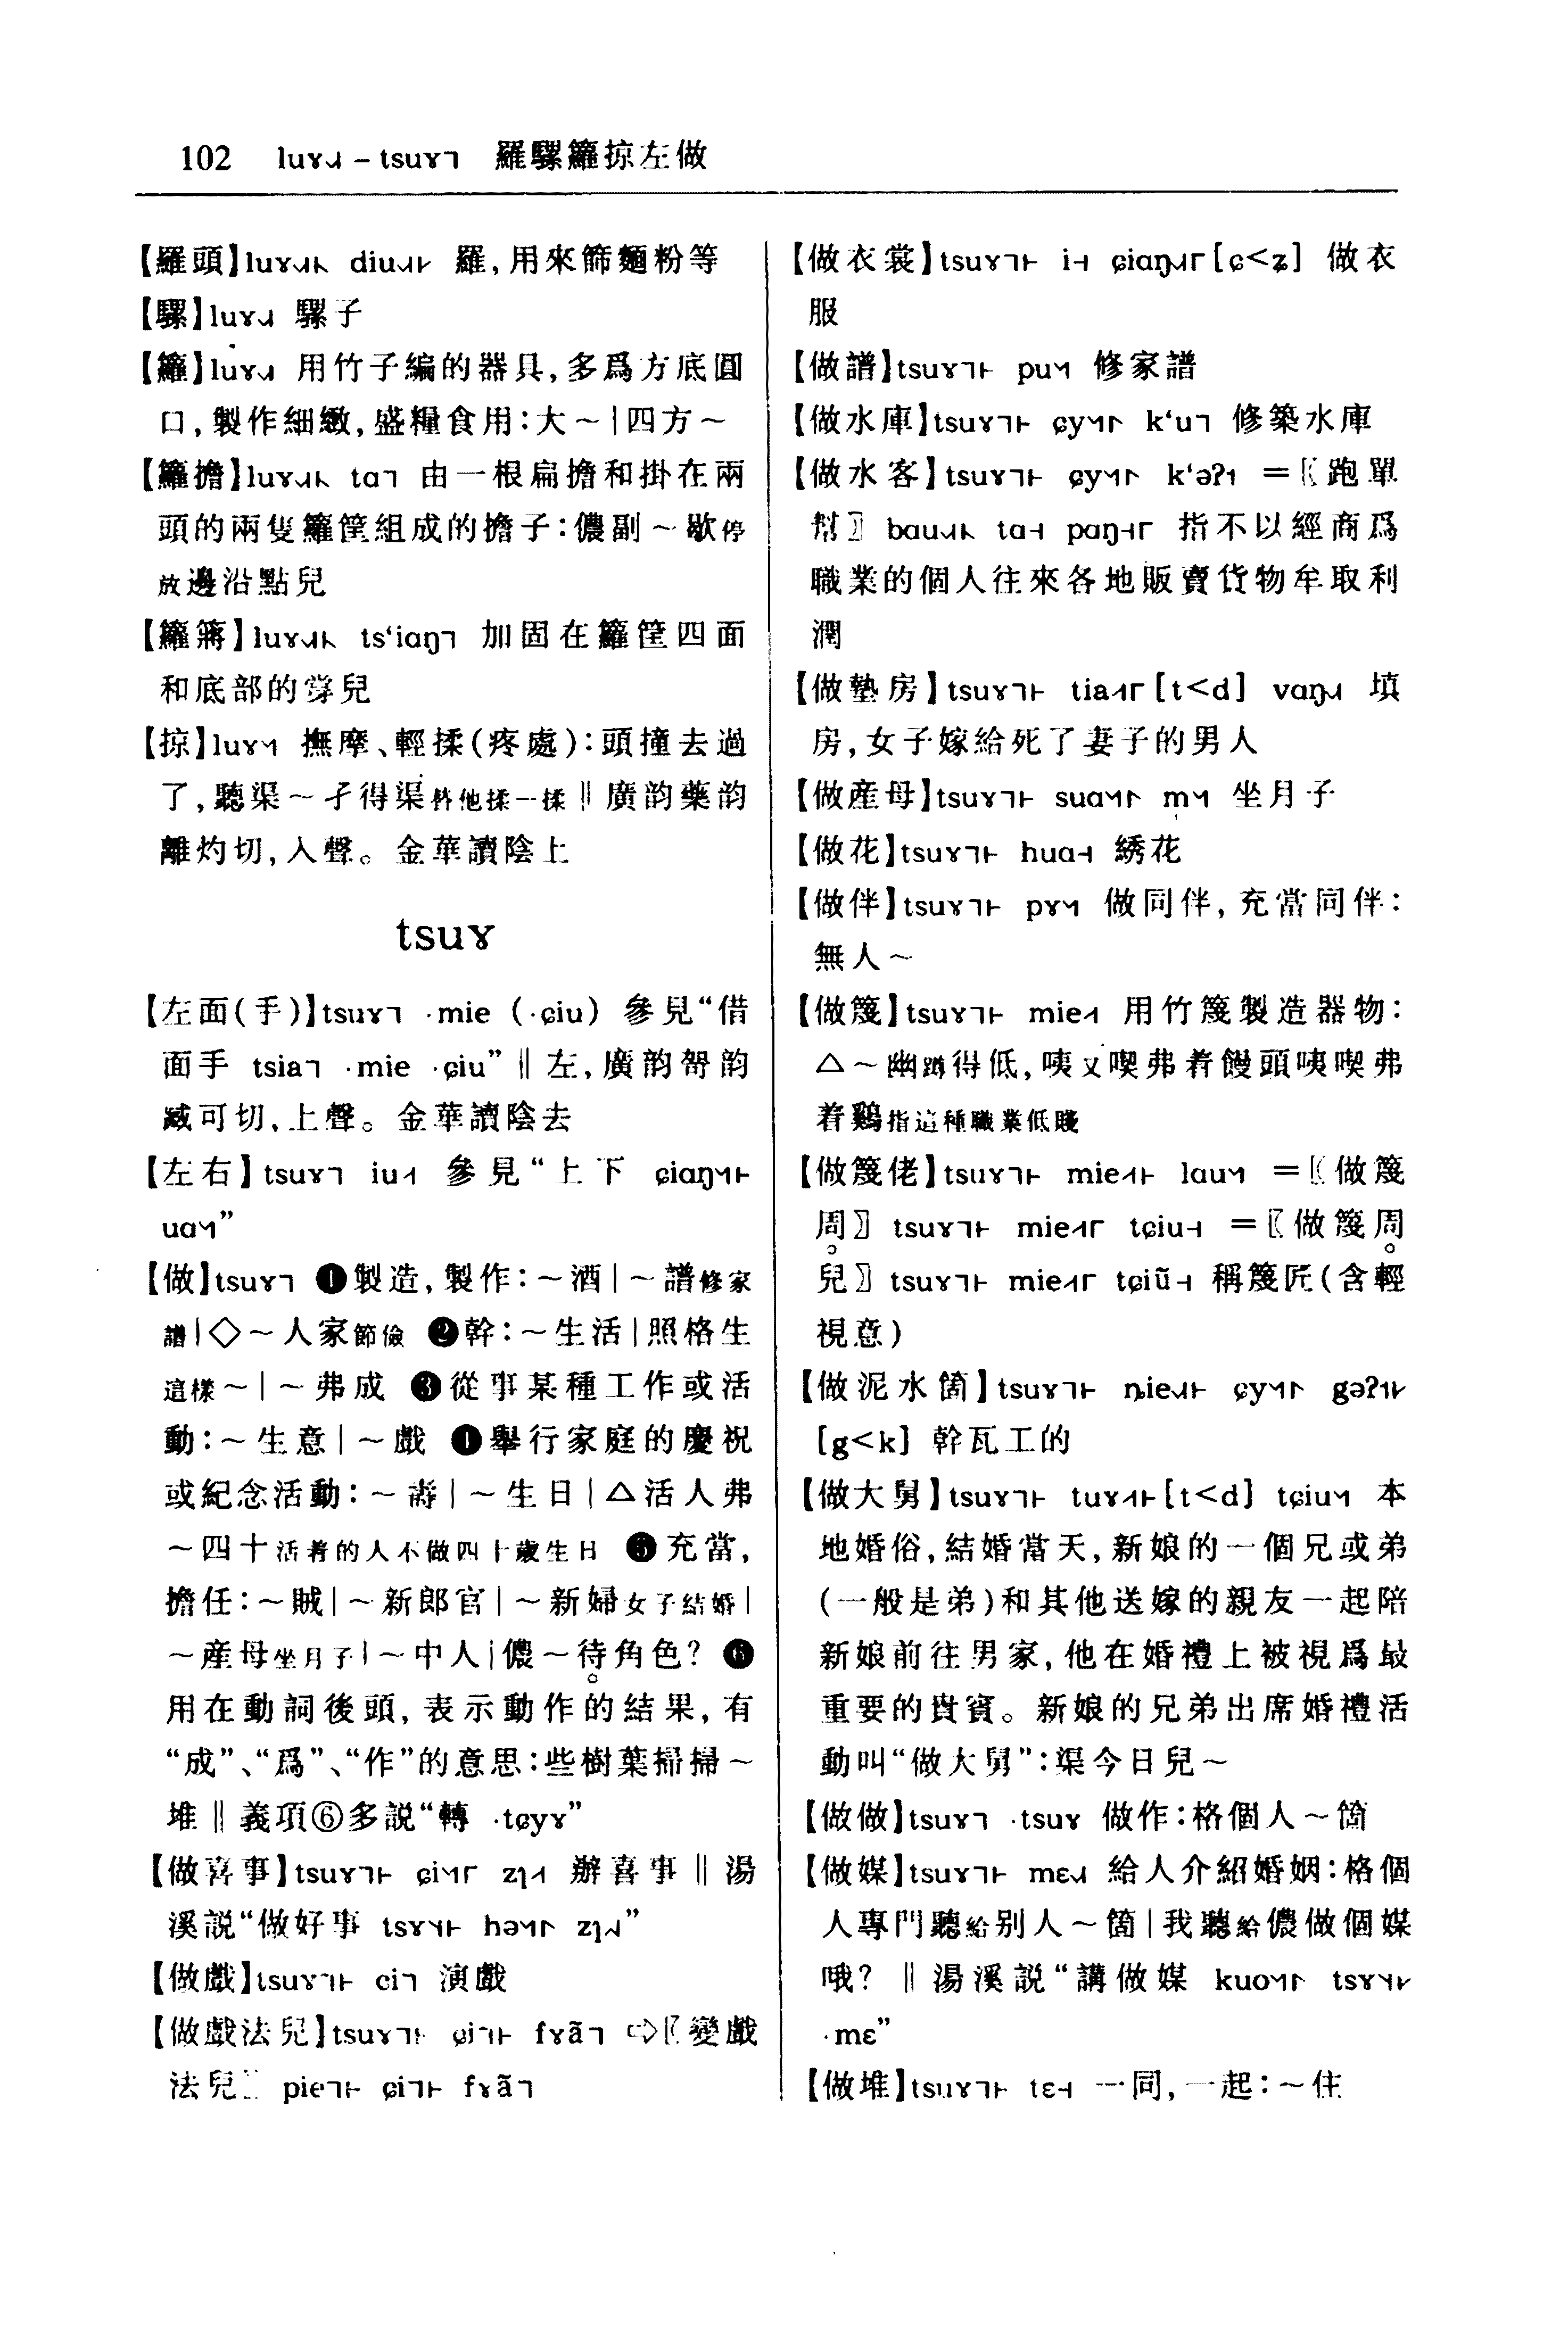 102 luɤ˩˧ – tsuɤ˥ 羅騾籮掠左做
【羅頭】luɤ diu 羅,用來篩麵粉等
【騾】luɤ 騾子
【籮】luɤ 用竹子編的器具,多爲方底圓
口,製作細緻,盛糧食用:大～|四方～
【籮擔】luɤ tɑ 由一根扁擔和掛在兩
頭的兩隻籮筐組成的擔子:儂副～歇停
放邊沿點兒
【籮簿】luɤ tsʻiɑŋ 加固在籮筐四面
和底部的穿兒
【掠】luɤ 撫摩、輕揉(疼處):頭撞去過
了,聽渠～孑得渠幹他揉一揉‖廣韵藥韵
離灼切,入聲。金華讀陰上
tsuɤ
【左面(手)】tsuɤ ·mie (·ɕiu) 參見“借
面手 tsia ·mie ·ɕiu”‖左,廣韵哿韵
臧可切,上聲。金華讀陰去
【左右】tsuɤ iu 參見“上下 ɕiɑŋ
uɑ”
【做】tsuɤ ❶製造,製作:～酒|～譜修家
譜|◇～人家節儉 ❷幹:～生活|照格生
這樣～|～弗成 ❸從事某種工作或活
動:～生意|～戲 ❹舉行家庭的慶祝
或紀念活動:～壽|～生日|△活人弗
～四十活着的人不做四十歲生日 ❺充當,
擔任:～賊|～新郎官|～新婦女子結婚|
～産母坐月子|～中人|儂～待角色? ❻
用在動詞後頭,表示動作的結果,有
“成”、“爲”、“作”的意思:些樹葉掃掃～
堆‖義項⑥多説“轉 ·tɕyɤ”
【做喜事】tsuɤ ɕi zɿ 辦喜事‖湯
溪説“做好事 tsɤ hə zɿ”
【做戲】tsuɤ ɕi 演戲
【做戲法兒】tsuɤ ɕi fɤã ⇨〖變戲
法兒〗 pie ɕi fɤã
【做衣裳】tsuɤ i ɕiɑŋ[ɕ<ʑ] 做衣
服
【做譜】tsuɤ pu 修家譜
【做水庫】tsuɤ ɕy kʻu 修築水庫
【做水客】tsuɤ ɕy kʻəʔ =〖跑單
幫〗 bau tɑ pɑŋ 指不以經商爲
職業的個人往來各地販賣貨物牟取利
潤
【做墊房】tsuɤ tia[t<d] vɑŋ 填
房,女子嫁給死了妻子的男人
【做産母】tsuɤ suɑ m 坐月子
【做花】tsuɤ huɑ 綉花
【做伴】tsuɤ pɤ 做同伴,充當同伴:
無人～
【做篾】tsuɤ mie 用竹篾製造器物:
△～幽蹲得低,咦又喫弗着饅頭咦喫弗
着鷄指這種職業低賤
【做篾佬】tsuɤ mie lau =〖做篾
周〗 tsuɤ mie tɕiu =〖做篾周
兒〗 tsuɤ mie tɕiũ 稱篾匠(含輕
視意)
【做泥水箇】tsuɤ ȵie ɕy gəʔ
[g<k] 幹瓦工的
【做大舅】tsuɤ tuɤ[t<d] tɕiu 本
地婚俗,結婚當天,新娘的一個兄或弟
(一般是弟)和其他送嫁的親友一起陪
新娘前往男家,他在婚禮上被視爲最
重要的貴賓。新娘的兄弟出席婚禮活
動叫“做大舅”:渠今日兒～
【做做】tsuɤ ·tsuɤ 做作:格個人～箇
【做媒】tsuɤ mɛ 給人介紹婚姻:格個
人專門聽給别人～箇|我聽給儂做個媒
哦? ‖湯溪説“講做媒 kuo tsɤ
·mɛ”
【做堆】tsuɤ tɛ 一同,一起:～住